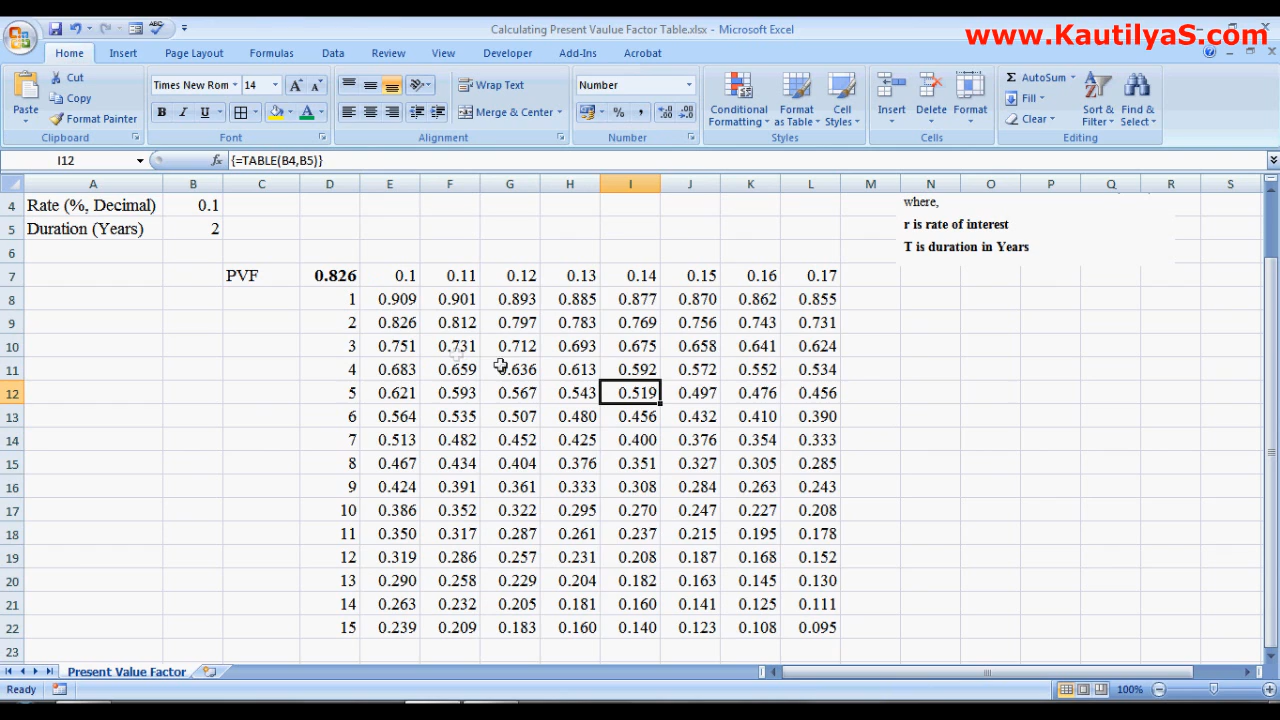 Calculating Present Vaulue Factor Table.xlsx - Microsoft Excel
www.KautilyaS.com
Home Insert Page Layout Formulas Data Review View Developer Add-Ins Acrobat
Paste
Cut
Copy
Format Painter
Clipboard
Times New Rom 14
B I U
Font
Wrap Text
Merge & Center
Alignment
Number
$ % ,
Number
Conditional Formatting
Format as Table
Cell Styles
Styles
Insert
Delete
Format
Cells
AutoSum
Fill
Clear
Sort & Filter
Find & Select
Editing
I12 fx {=TABLE(B4,B5)}
A B C D E F G H I J K L M N O P Q R S
4 Rate (%, Decimal) 0.1 where,
5 Duration (Years) 2 r is rate of interest
6 T is duration in Years
7 PVF 0.826 0.1 0.11 0.12 0.13 0.14 0.15 0.16 0.17
8 1 0.909 0.901 0.893 0.885 0.877 0.870 0.862 0.855
9 2 0.826 0.812 0.797 0.783 0.769 0.756 0.743 0.731
10 3 0.751 0.731 0.712 0.693 0.675 0.658 0.641 0.624
11 4 0.683 0.659 0.636 0.613 0.592 0.572 0.552 0.534
12 5 0.621 0.593 0.567 0.543 0.519 0.497 0.476 0.456
13 6 0.564 0.535 0.507 0.480 0.456 0.432 0.410 0.390
14 7 0.513 0.482 0.452 0.425 0.400 0.376 0.354 0.333
15 8 0.467 0.434 0.404 0.376 0.351 0.327 0.305 0.285
16 9 0.424 0.391 0.361 0.333 0.308 0.284 0.263 0.243
17 10 0.386 0.352 0.322 0.295 0.270 0.247 0.227 0.208
18 11 0.350 0.317 0.287 0.261 0.237 0.215 0.195 0.178
19 12 0.319 0.286 0.257 0.231 0.208 0.187 0.168 0.152
20 13 0.290 0.258 0.229 0.204 0.182 0.163 0.145 0.130
21 14 0.263 0.232 0.205 0.181 0.160 0.141 0.125 0.111
22 15 0.239 0.209 0.183 0.160 0.140 0.123 0.108 0.095
23
Present Value Factor
Ready 100%